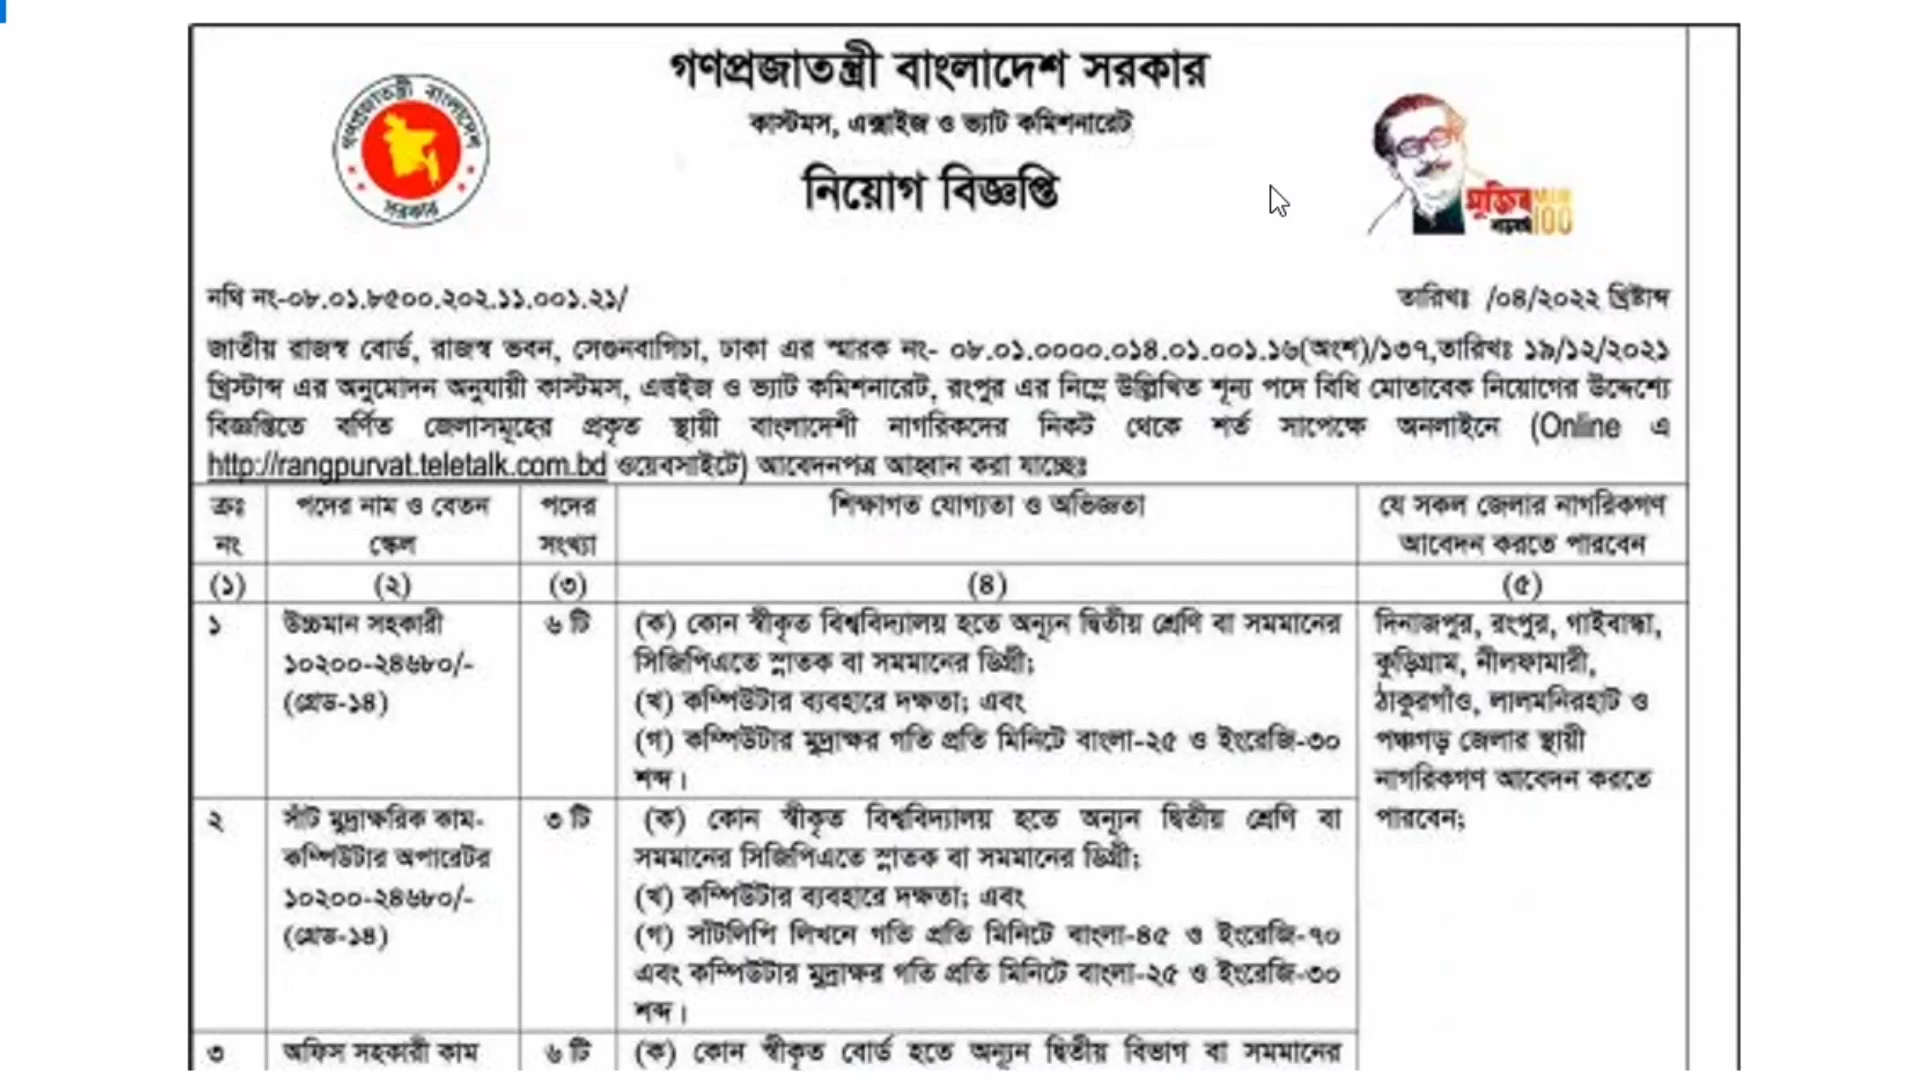 গণপ্রজাতন্ত্রী বাংলাদেশ সরকার
কাস্টমস, এক্সাইজ ও ভ্যাট কমিশনারেট
নিয়োগ বিজ্ঞপ্তি
গণপ্রজাতন্ত্রী বাংলাদেশ
সরকার
মুজিব
100
নথি নং-০৮.০১.৮৫০০.২০২.১১.০০১.২১/
তারিখঃ /০৪/২০২২ খ্রিষ্টাব্দ
জাতীয় রাজস্ব বোর্ড, রাজস্ব ভবন, সেগুনবাগিচা, ঢাকা এর স্মারক নং- ০৮.০১.০০০০.০১৪.০১.০০১.১৬(অংশ)/১৩৭,তারিখঃ ১৯/১২/২০২১
খ্রিস্টাব্দ এর অনুমোদন অনুযায়ী কাস্টমস, এক্সইজ ও ভ্যাট কমিশনারেট, রংপুর এর নিম্নে উল্লিখিত শূন্য পদে বিধি মোতাবেক নিয়োগের উদ্দেশ্যে
বিজ্ঞপ্তিতে বর্ণিত জেলাসমূহের প্রকৃত স্থায়ী বাংলাদেশী নাগরিকদের নিকট থেকে শর্ত সাপেক্ষে অনলাইনে (Online এ
http://rangpurvat.teletalk.com.bd ওয়েবসাইটে) আবেদনপত্র আহ্বান করা যাচ্ছেঃ
ক্রঃ নং
পদের নাম ও বেতন স্কেল
পদের সংখ্যা
শিক্ষাগত যোগ্যতা ও অভিজ্ঞতা
যে সকল জেলার নাগরিকগণ আবেদন করতে পারবেন
(১) (২) (৩) (৪) (৫)
১
উচ্চমান সহকারী
১০২০০-২৪৬৮০/-
(গ্রেড-১৪)
৬ টি
(ক) কোন স্বীকৃত বিশ্ববিদ্যালয় হতে অন্যূন দ্বিতীয় শ্রেণি বা সমমানের
সিজিপিএতে স্নাতক বা সমমানের ডিগ্রী;
(খ) কম্পিউটার ব্যবহারে দক্ষতা; এবং
(গ) কম্পিউটার মুদ্রাক্ষর গতি প্রতি মিনিটে বাংলা-২৫ ও ইংরেজি-৩০
শব্দ।
দিনাজপুর, রংপুর, গাইবান্ধা,
কুড়িগ্রাম, নীলফামারী,
ঠাকুরগাঁও, লালমনিরহাট ও
পঞ্চগড় জেলার স্থায়ী
নাগরিকগণ আবেদন করতে
পারবেন;
২
সাঁট মুদ্রাক্ষরিক কাম-
কম্পিউটার অপারেটর
১০২০০-২৪৬৮০/-
(গ্রেড-১৪)
৩ টি
(ক) কোন স্বীকৃত বিশ্ববিদ্যালয় হতে অন্যূন দ্বিতীয় শ্রেণি বা
সমমানের সিজিপিএতে স্নাতক বা সমমানের ডিগ্রী;
(খ) কম্পিউটার ব্যবহারে দক্ষতা; এবং
(গ) সাঁটলিপি লিখনে গতি প্রতি মিনিটে বাংলা-৪৫ ও ইংরেজি-৭০
এবং কম্পিউটার মুদ্রাক্ষর গতি প্রতি মিনিটে বাংলা-২৫ ও ইংরেজি-৩০
শব্দ।
৩
অফিস সহকারী কাম
৬ টি
(ক) কোন স্বীকৃত বোর্ড হতে অন্যূন দ্বিতীয় বিভাগ বা সমমানের